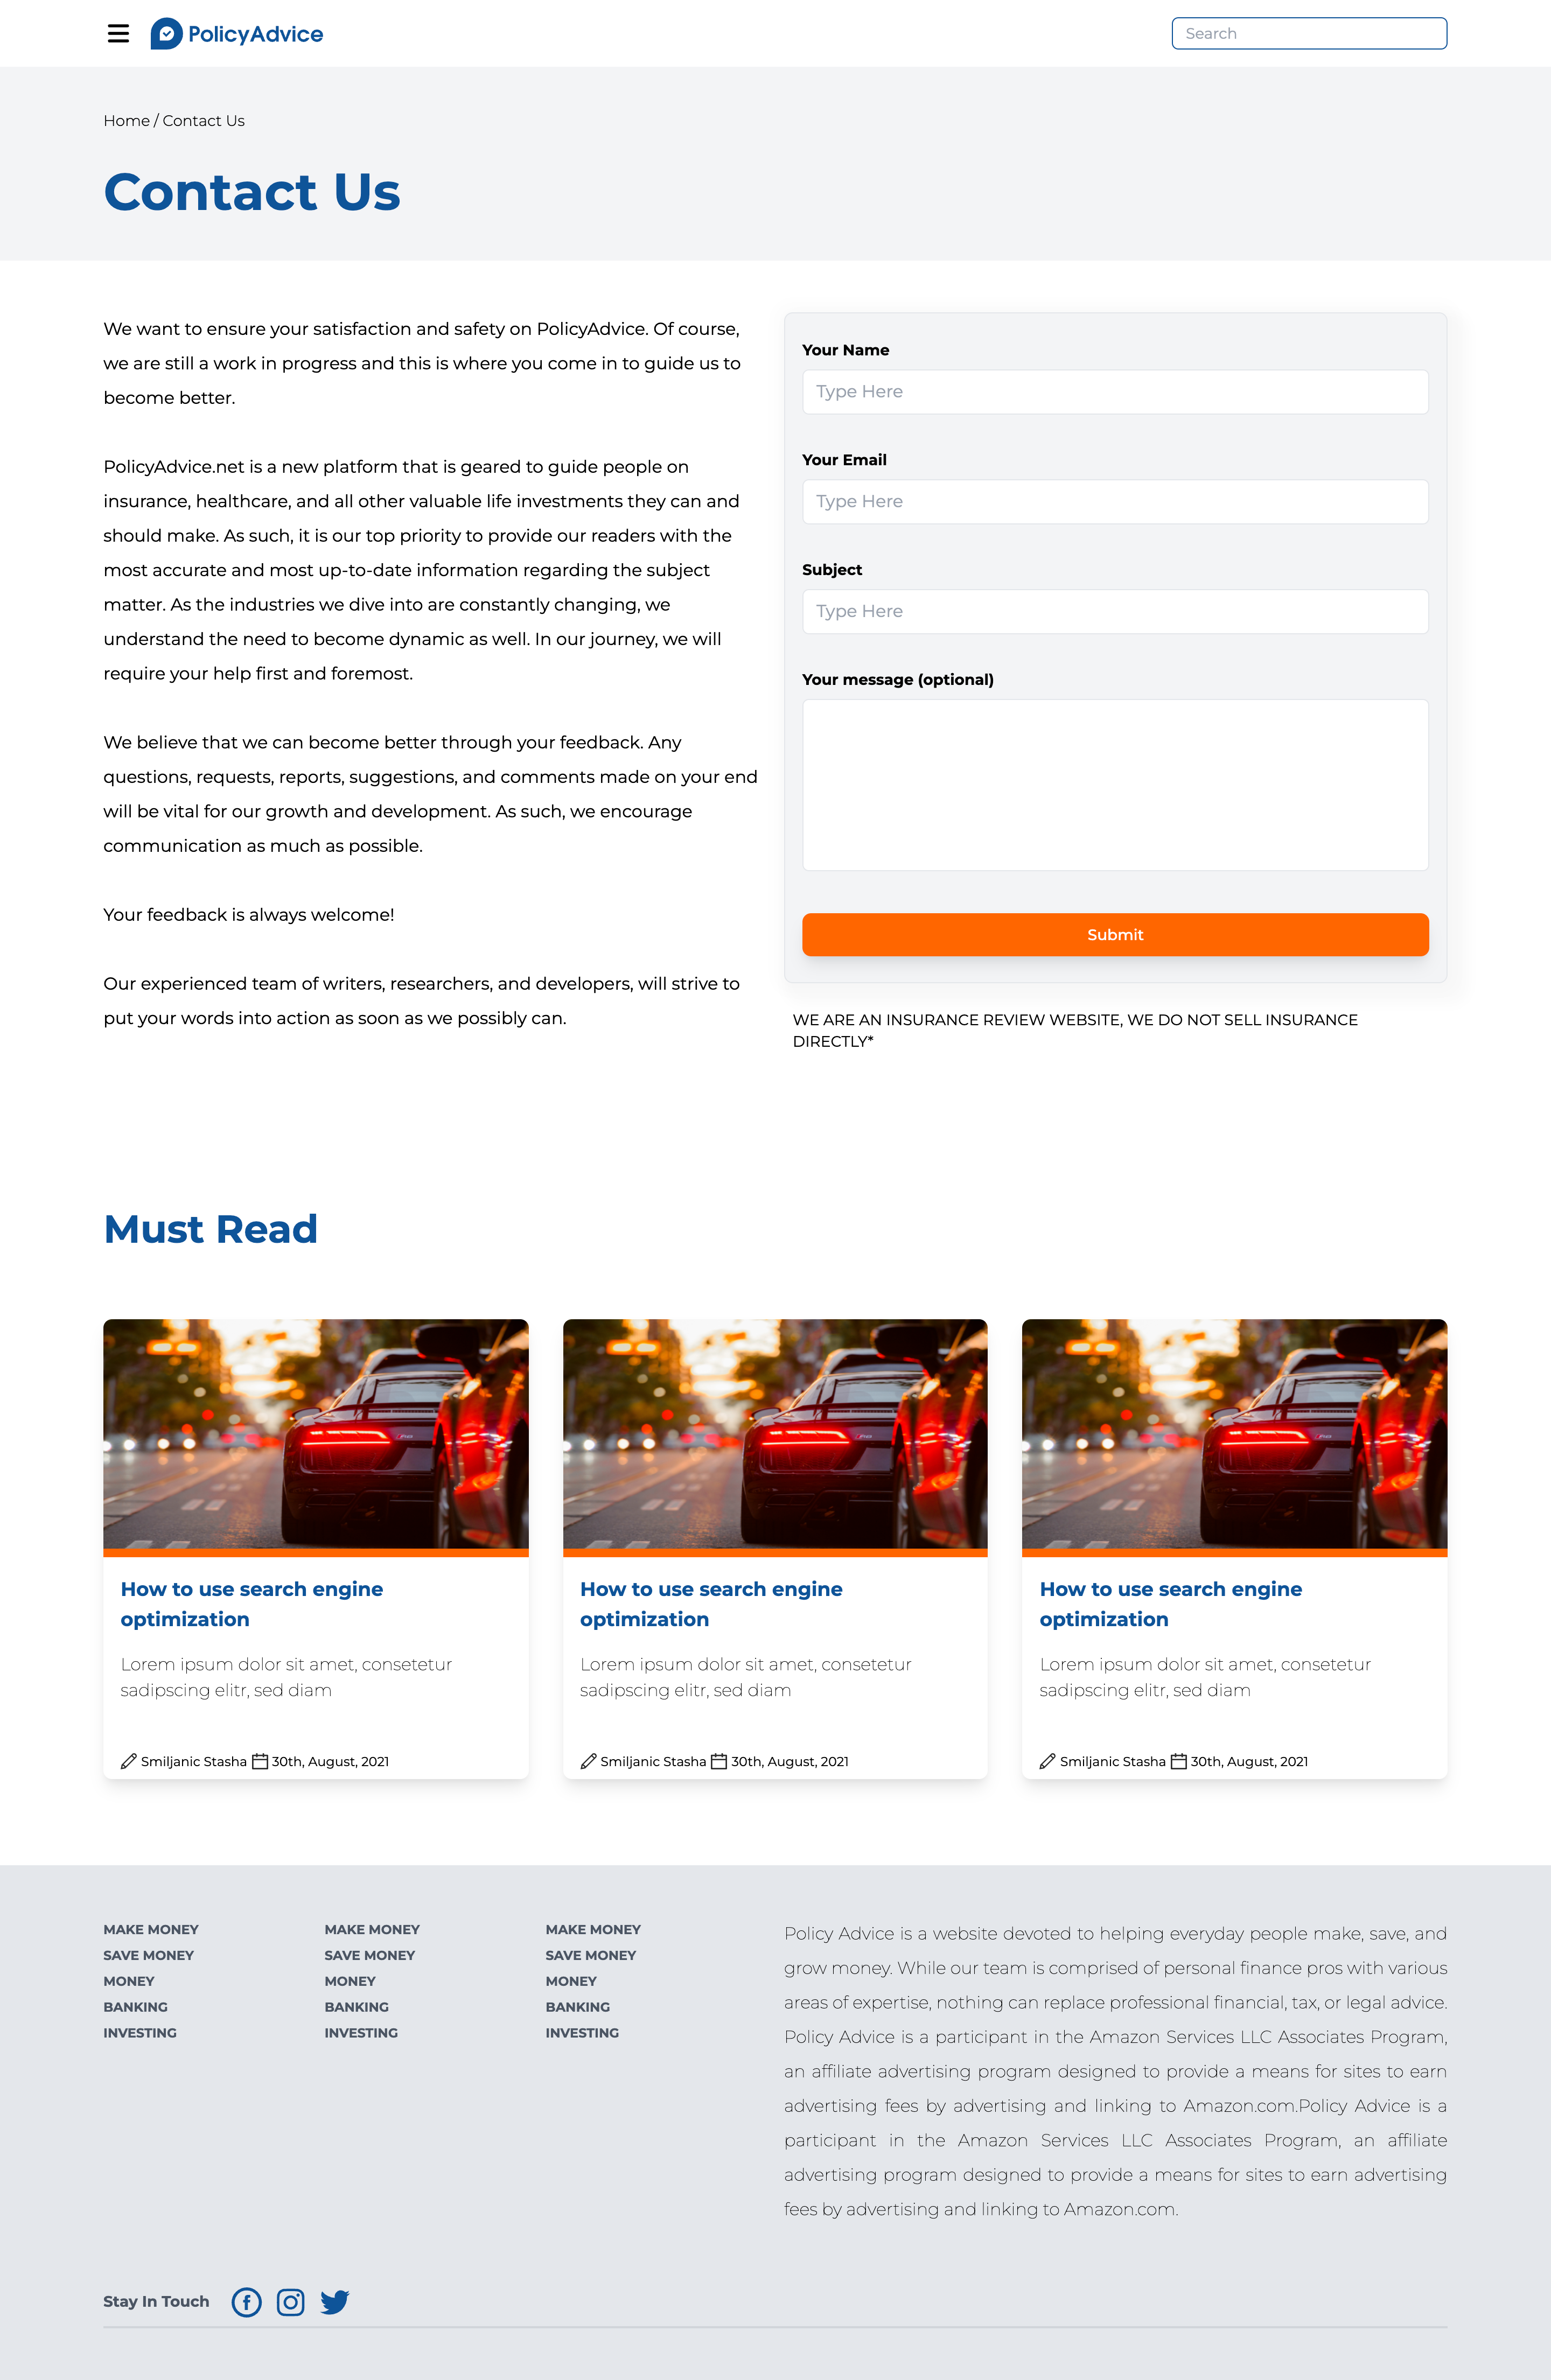 PolicyAdvice
Search
Home / Contact Us
Contact Us
We want to ensure your satisfaction and safety on PolicyAdvice. Of course,
we are still a work in progress and this is where you come in to guide us to
become better.
PolicyAdvice.net is a new platform that is geared to guide people on
insurance, healthcare, and all other valuable life investments they can and
should make. As such, it is our top priority to provide our readers with the
most accurate and most up-to-date information regarding the subject
matter. As the industries we dive into are constantly changing, we
understand the need to become dynamic as well. In our journey, we will
require your help first and foremost.
We believe that we can become better through your feedback. Any
questions, requests, reports, suggestions, and comments made on your end
will be vital for our growth and development. As such, we encourage
communication as much as possible.
Your feedback is always welcome!
Our experienced team of writers, researchers, and developers, will strive to
put your words into action as soon as we possibly can.
Your Name
Type Here
Your Email
Type Here
Subject
Type Here
Your message (optional)
Submit
WE ARE AN INSURANCE REVIEW WEBSITE, WE DO NOT SELL INSURANCE
DIRECTLY*
Must Read
How to use search engine
optimization
Lorem ipsum dolor sit amet, consetetur
sadipscing elitr, sed diam
Smiljanic Stasha 30th, August, 2021
How to use search engine
optimization
Lorem ipsum dolor sit amet, consetetur
sadipscing elitr, sed diam
Smiljanic Stasha 30th, August, 2021
How to use search engine
optimization
Lorem ipsum dolor sit amet, consetetur
sadipscing elitr, sed diam
Smiljanic Stasha 30th, August, 2021
MAKE MONEY
SAVE MONEY
MONEY
BANKING
INVESTING
MAKE MONEY
SAVE MONEY
MONEY
BANKING
INVESTING
MAKE MONEY
SAVE MONEY
MONEY
BANKING
INVESTING
Policy Advice is a website devoted to helping everyday people make, save, and
grow money. While our team is comprised of personal finance pros with various
areas of expertise, nothing can replace professional financial, tax, or legal advice.
Policy Advice is a participant in the Amazon Services LLC Associates Program,
an affiliate advertising program designed to provide a means for sites to earn
advertising fees by advertising and linking to Amazon.com.Policy Advice is a
participant in the Amazon Services LLC Associates Program, an affiliate
advertising program designed to provide a means for sites to earn advertising
fees by advertising and linking to Amazon.com.
Stay In Touch